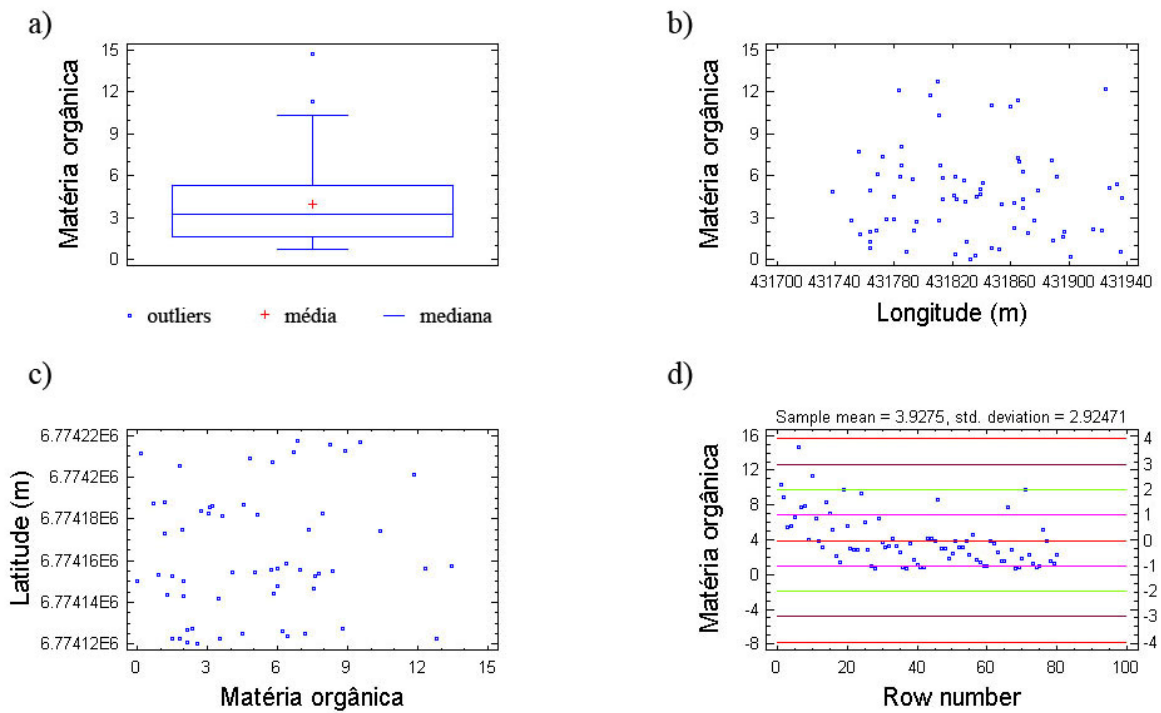 a)
Matéria orgânica
15
12
9
6
3
0
outliers
média
mediana
b)
Matéria orgânica
15
12
9
6
3
0
431700 431740 431780 431820 431860 431900 431940
Longitude (m)
c)
Latitude (m)
6.77422E6
6.7742E6
6.77418E6
6.77416E6
6.77414E6
6.77412E6
0 3 6 9 12 15
Matéria orgânica
d)
Sample mean = 3.9275, std. deviation = 2.92471
Matéria orgânica
16
12
8
4
0
-4
-8
4
3
2
1
0
-1
-2
-3
-4
0 20 40 60 80 100
Row number